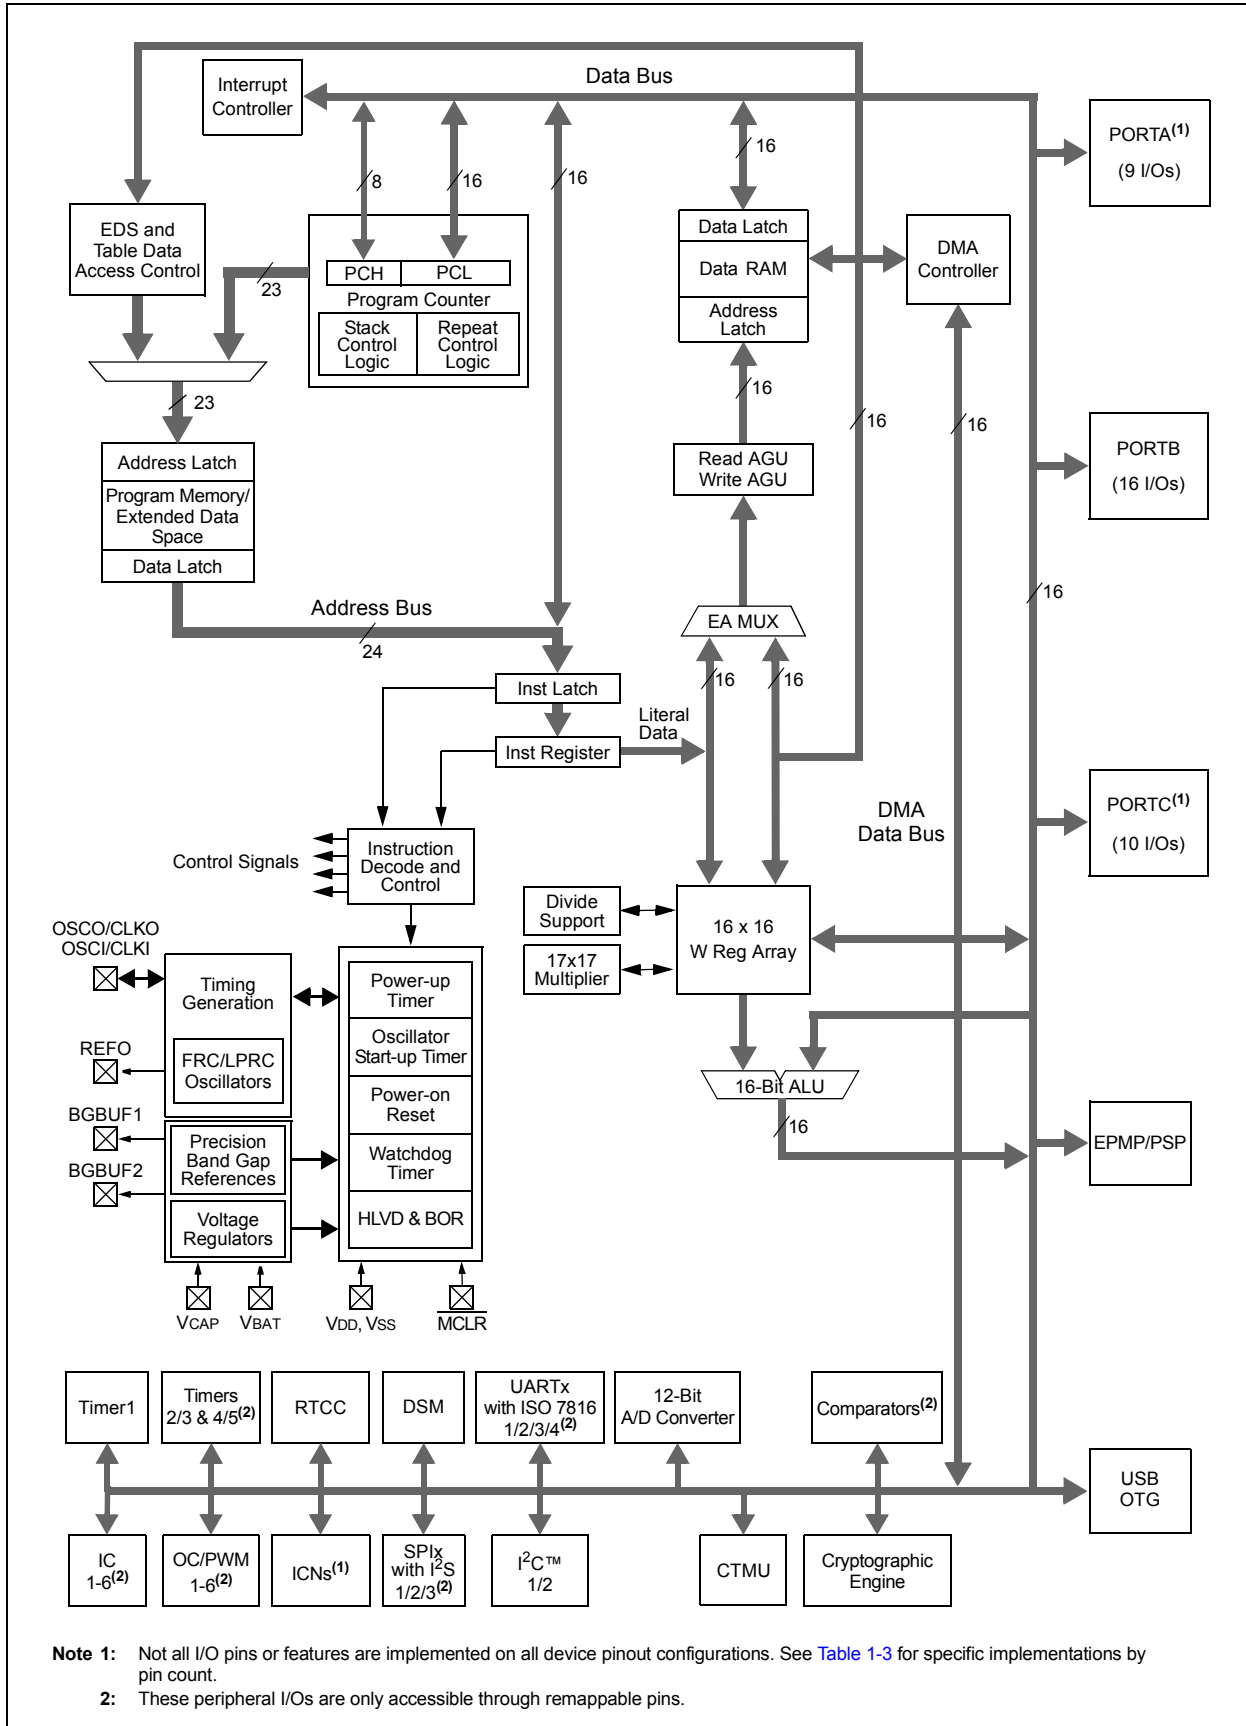 Data Bus
Interrupt
Controller
16
8
16
16
PORTA(1)
(9 I/Os)
EDS and
Table Data
Access Control
Data Latch
Data RAM
Address
Latch
DMA
Controller
PCH
PCL
23
Program Counter
Stack
Control
Logic
Repeat
Control
Logic
23
16
16
16
Address Latch
Program Memory/
Extended Data
Space
Data Latch
Read AGU
Write AGU
PORTB
(16 I/Os)
16
Address Bus
24
EA MUX
16
16
Inst Latch
Literal
Data
Inst Register
DMA
Data Bus
PORTC(1)
(10 I/Os)
Control Signals
Instruction
Decode and
Control
Divide
Support
16 x 16
W Reg Array
17x17
Multiplier
OSCO/CLKO
OSCI/CLKI
Timing
Generation
Power-up
Timer
REFO
FRC/LPRC
Oscillators
Oscillator
Start-up Timer
16-Bit ALU
16
Power-on
Reset
BGBUF1
Precision
Band Gap
References
Watchdog
Timer
BGBUF2
EPMP/PSP
Voltage
Regulators
HLVD & BOR
VCAP
VBAT
VDD, VSS
MCLR
Timer1
Timers
2/3 & 4/5(2)
RTCC
DSM
UARTx
with ISO 7816
1/2/3/4(2)
12-Bit
A/D Converter
Comparators(2)
USB
OTG
IC
1-6(2)
OC/PWM
1-6(2)
ICNs(1)
SPIx
with I2S
1/2/3(2)
I2C™
1/2
CTMU
Cryptographic
Engine
Note 1: Not all I/O pins or features are implemented on all device pinout configurations. See Table 1-3 for specific implementations by
pin count.
2: These peripheral I/Os are only accessible through remappable pins.